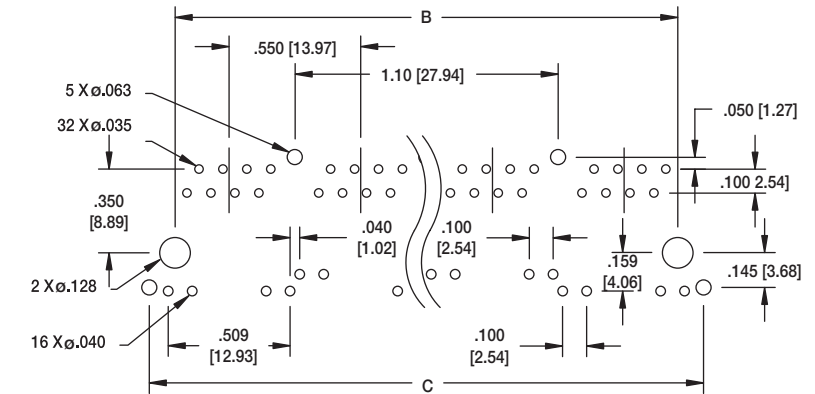 B
.550 [13.97]
1.10 [27.94]
5 X ø.063
.050 [1.27]
32 X ø.035
.100 2.54]
.350
[8.89]
.040
[1.02]
.100
[2.54]
.159
[4.06]
.145 [3.68]
2 X ø.128
16 X ø.040
.509
[12.93]
.100
[2.54]
C